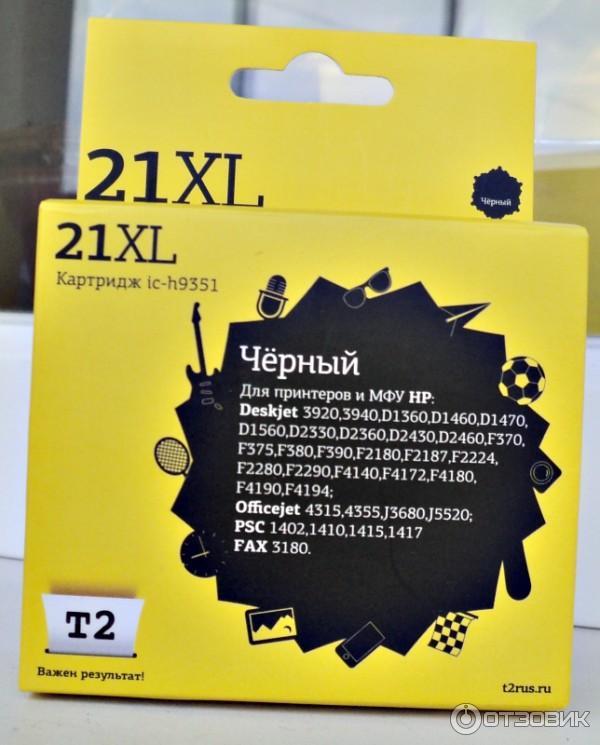 21XL
Чёрный
21XL
Картридж ic-h9351
Чёрный
Для принтеров и МФУ HP:
Deskjet 3920,3940,D1360,D1460,D1470,
D1560,D2330,D2360,D2430,D2460,F370,
F375,F380,F390,F2180,F2187,F2224,
F2280,F2290,F4140,F4172,F4180,
F4190,F4194;
Officejet 4315,4355,J3680,J5520;
PSC 1402,1410,1415,1417
FAX 3180.
T2
Важен результат!
t2rus.ru
ОТЗОВИК